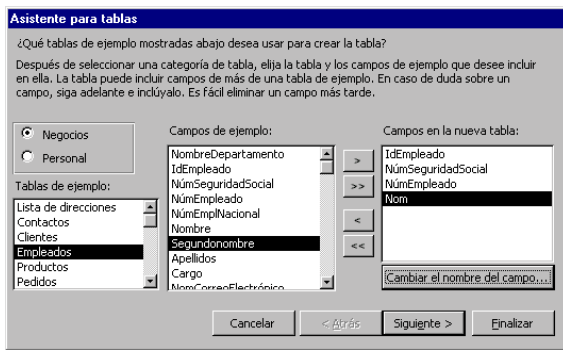 Asistente para tablas
¿Qué tablas de ejemplo mostradas abajo desea usar para crear la tabla?
Después de seleccionar una categoría de tabla, elija la tabla y los campos de ejemplo que desee incluir
en ella. La tabla puede incluir campos de más de una tabla de ejemplo. En caso de duda sobre un
campo, siga adelante e inclúyalo. Es fácil eliminar un campo más tarde.
Negocios
Personal
Tablas de ejemplo:
Lista de direcciones
Contactos
Clientes
Empleados
Productos
Pedidos
Campos de ejemplo:
NombreDepartamento
IdEmpleado
NúmSeguridadSocial
NúmEmpleado
NúmEmplNacional
Nombre
Segundonombre
Apellidos
Cargo
NomCorreoElectrónico
>
>>
<
<<
Campos en la nueva tabla:
IdEmpleado
NúmSeguridadSocial
NúmEmpleado
Nom
Cambiar el nombre del campo...
Cancelar
< Atrás
Siguiente >
Finalizar